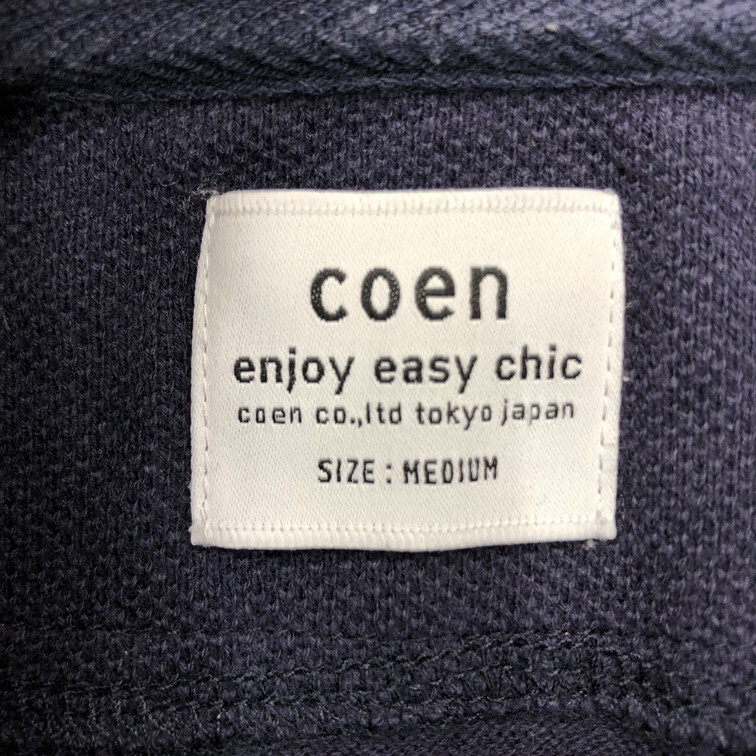 coen
enjoy easy chic
coen co.,ltd tokyo japan
SIZE : MEDIUM